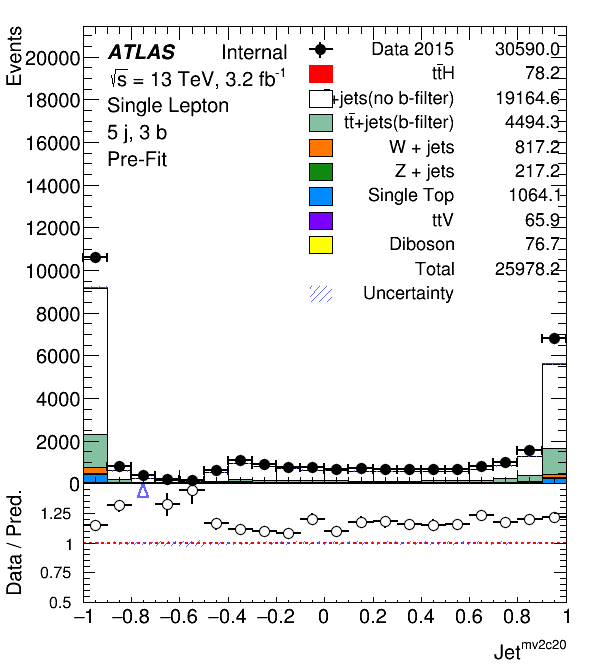 Events
20000
18000
16000
14000
12000
10000
8000
6000
4000
2000
0
ATLAS Internal
√s = 13 TeV, 3.2 fb⁻¹
Single Lepton
5 j, 3 b
Pre-Fit
Data 2015 30590.0
tt̄H 78.2
t̄+jets(no b-filter) 19164.6
tt̄+jets(b-filter) 4494.3
W + jets 817.2
Z + jets 217.2
Single Top 1064.1
ttV 65.9
Diboson 76.7
Total 25978.2
Uncertainty
Data / Pred.
1.25
1
0.75
0.5
−1 −0.8 −0.6 −0.4 −0.2 0 0.2 0.4 0.6 0.8 1
Jet^mv2c20